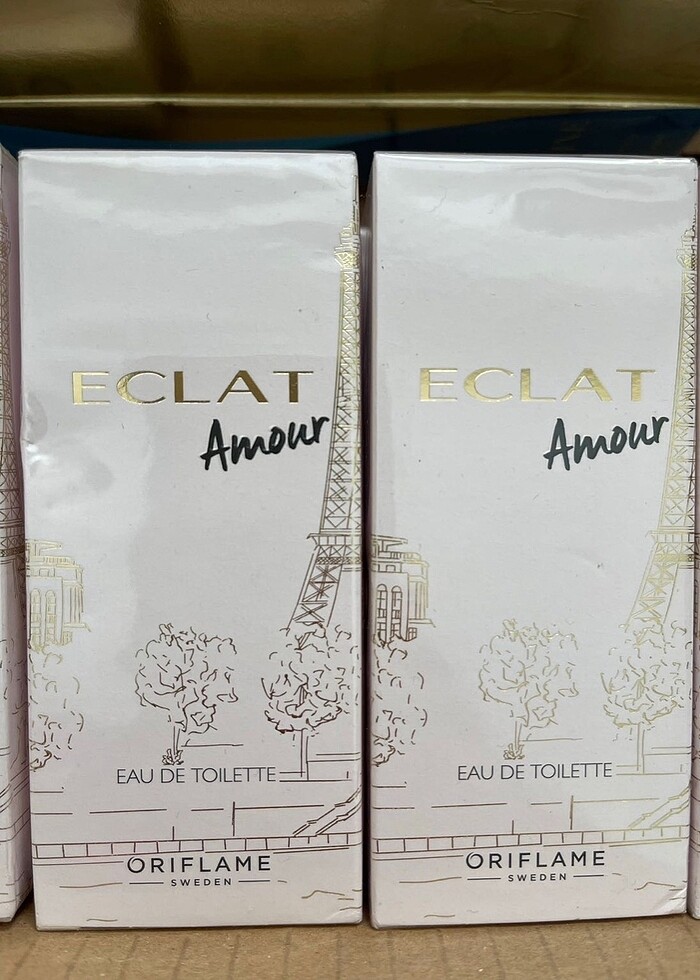 ECLAT
Amour
EAU DE TOILETTE
ORIFLAME
SWEDEN
ECLAT
Amour
EAU DE TOILETTE
ORIFLAME
SWEDEN